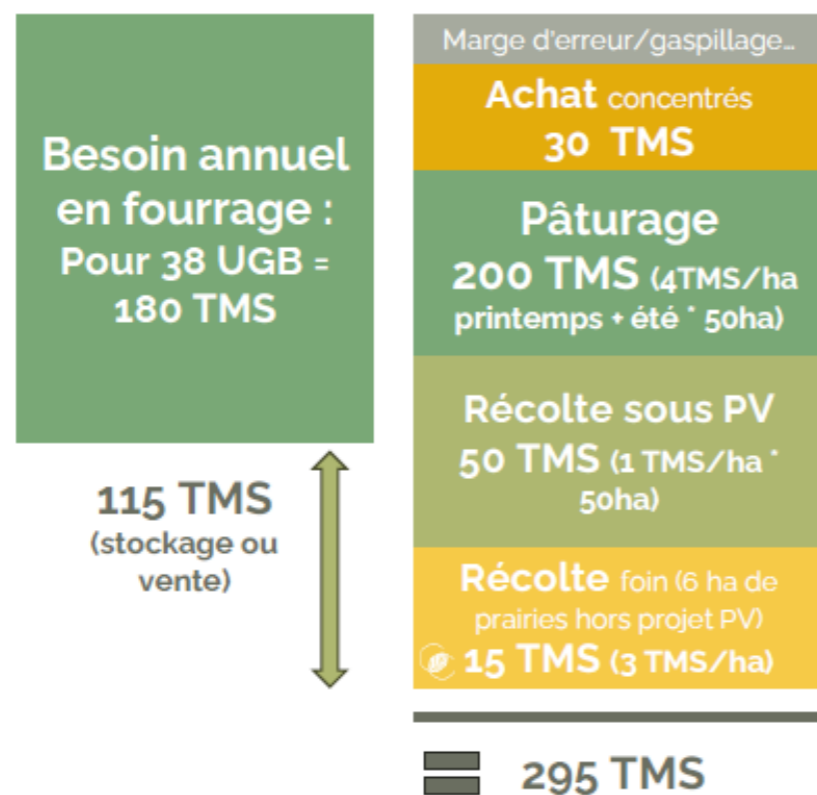 Besoin annuel
en fourrage :
Pour 38 UGB =
180 TMS
115 TMS
(stockage ou
vente)
Marge d'erreur/gaspillage...
Achat concentrés
30 TMS
Pâturage
200 TMS (4TMS/ha
printemps + été * 50ha)
Récolte sous PV
50 TMS (1 TMS/ha *
50ha)
Récolte foin (6 ha de
prairies hors projet PV)
15 TMS (3 TMS/ha)
= 295 TMS